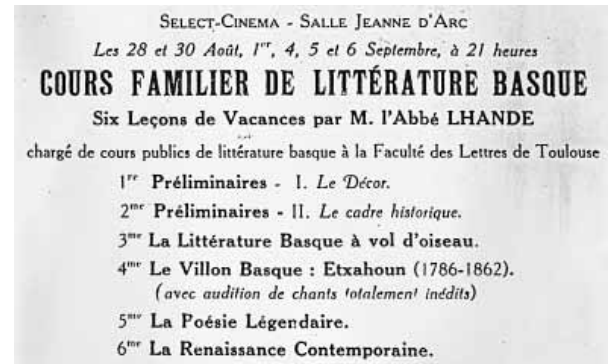 SELECT-CINEMA - SALLE JEANNE D'ARC
Les 28 et 30 Août, 1er, 4, 5 et 6 Septembre, à 21 heures
COURS FAMILIER DE LITTÉRATURE BASQUE
Six Leçons de Vacances par M. l'Abbé LHANDE
chargé de cours publics de littérature basque à la Faculté des Lettres de Toulouse
1re Préliminaires - I. Le Décor.
2me Préliminaires - II. Le cadre historique.
3me La Littérature Basque à vol d'oiseau.
4me Le Villon Basque : Etxahoun (1786-1862).
(avec audition de chants totalement inédits)
5me La Poésie Légendaire.
6me La Renaissance Contemporaine.